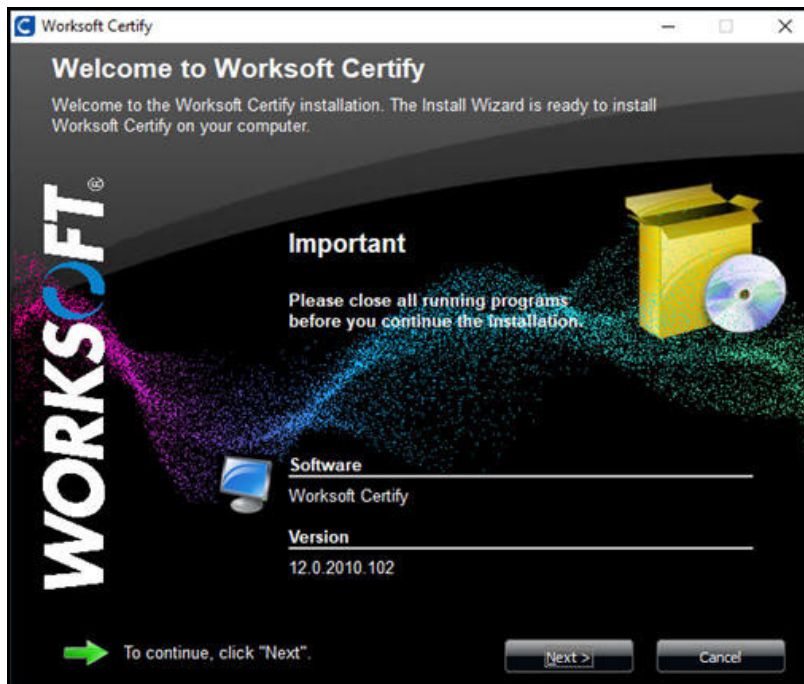 Worksoft Certify
Welcome to Worksoft Certify
Welcome to the Worksoft Certify installation. The Install Wizard is ready to install
Worksoft Certify on your computer.
WORKSOFT®
Important
Please close all running programs
before you continue the Installation.
Software
Worksoft Certify
Version
12.0.2010.102
To continue, click "Next".
Next >
Cancel